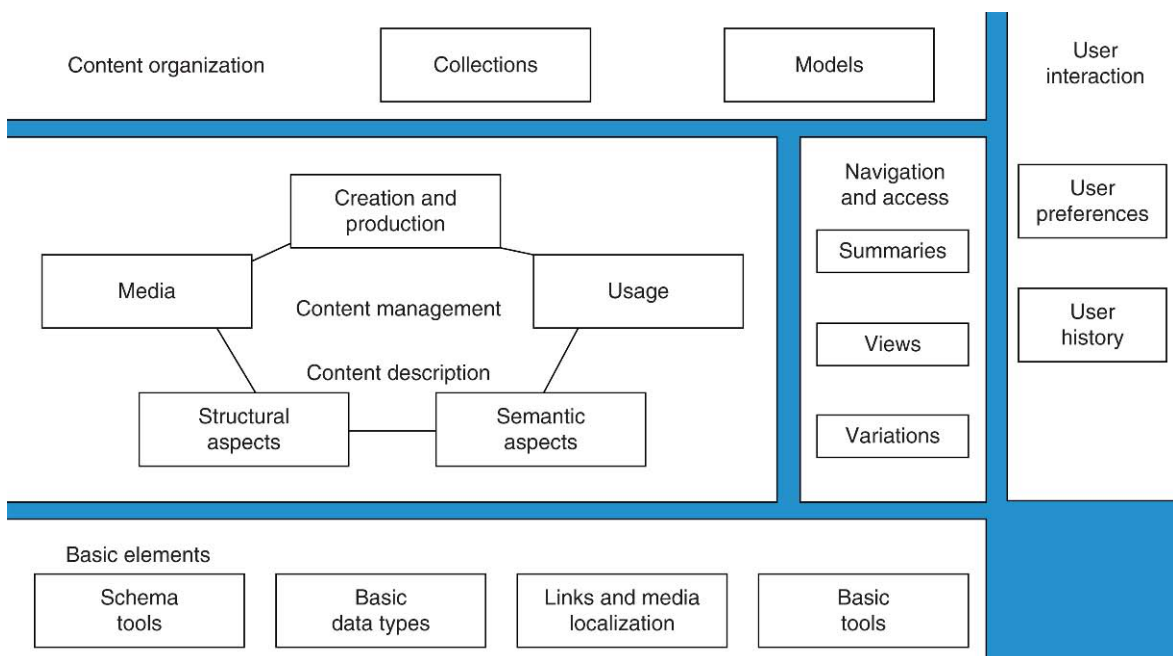 Content organization
Collections
Models
User
interaction
Creation and
production
Media
Usage
Content management
Content description
Structural
aspects
Semantic
aspects
Navigation
and access
Summaries
Views
Variations
User
preferences
User
history
Basic elements
Schema
tools
Basic
data types
Links and media
localization
Basic
tools